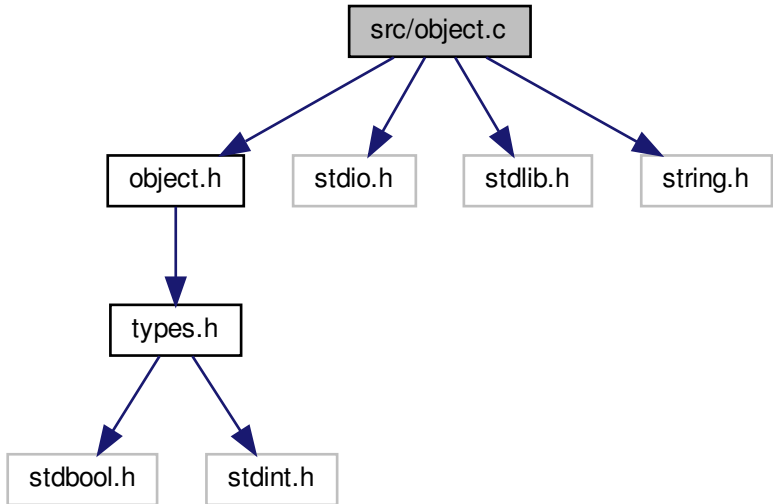 src/object.c
object.h
stdio.h
stdlib.h
string.h
types.h
stdbool.h
stdint.h